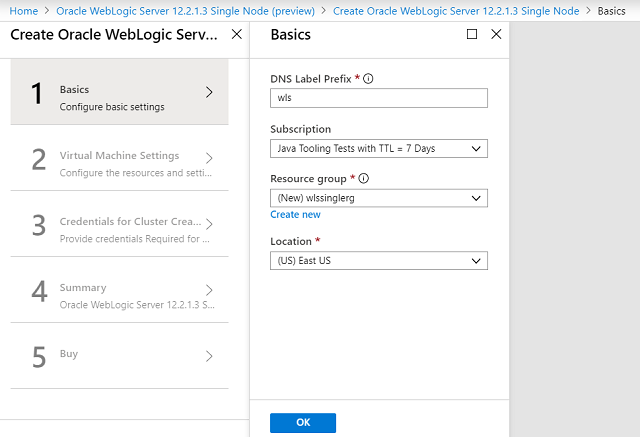 Home > Oracle WebLogic Server 12.2.1.3 Single Node (preview) > Create Oracle WebLogic Server 12.2.1.3 Single Node > Basics
Create Oracle WebLogic Serv...
1
Basics
Configure basic settings
2
Virtual Machine Settings
Configure the resources and setti...
3
Credentials for Cluster Crea...
Provide credentials Required for ...
4
Summary
Oracle WebLogic Server 12.2.1.3 S...
5
Buy
Basics
DNS Label Prefix *
wls
Subscription
Java Tooling Tests with TTL = 7 Days
Resource group *
(New) wlssinglerg
Create new
Location *
(US) East US
OK